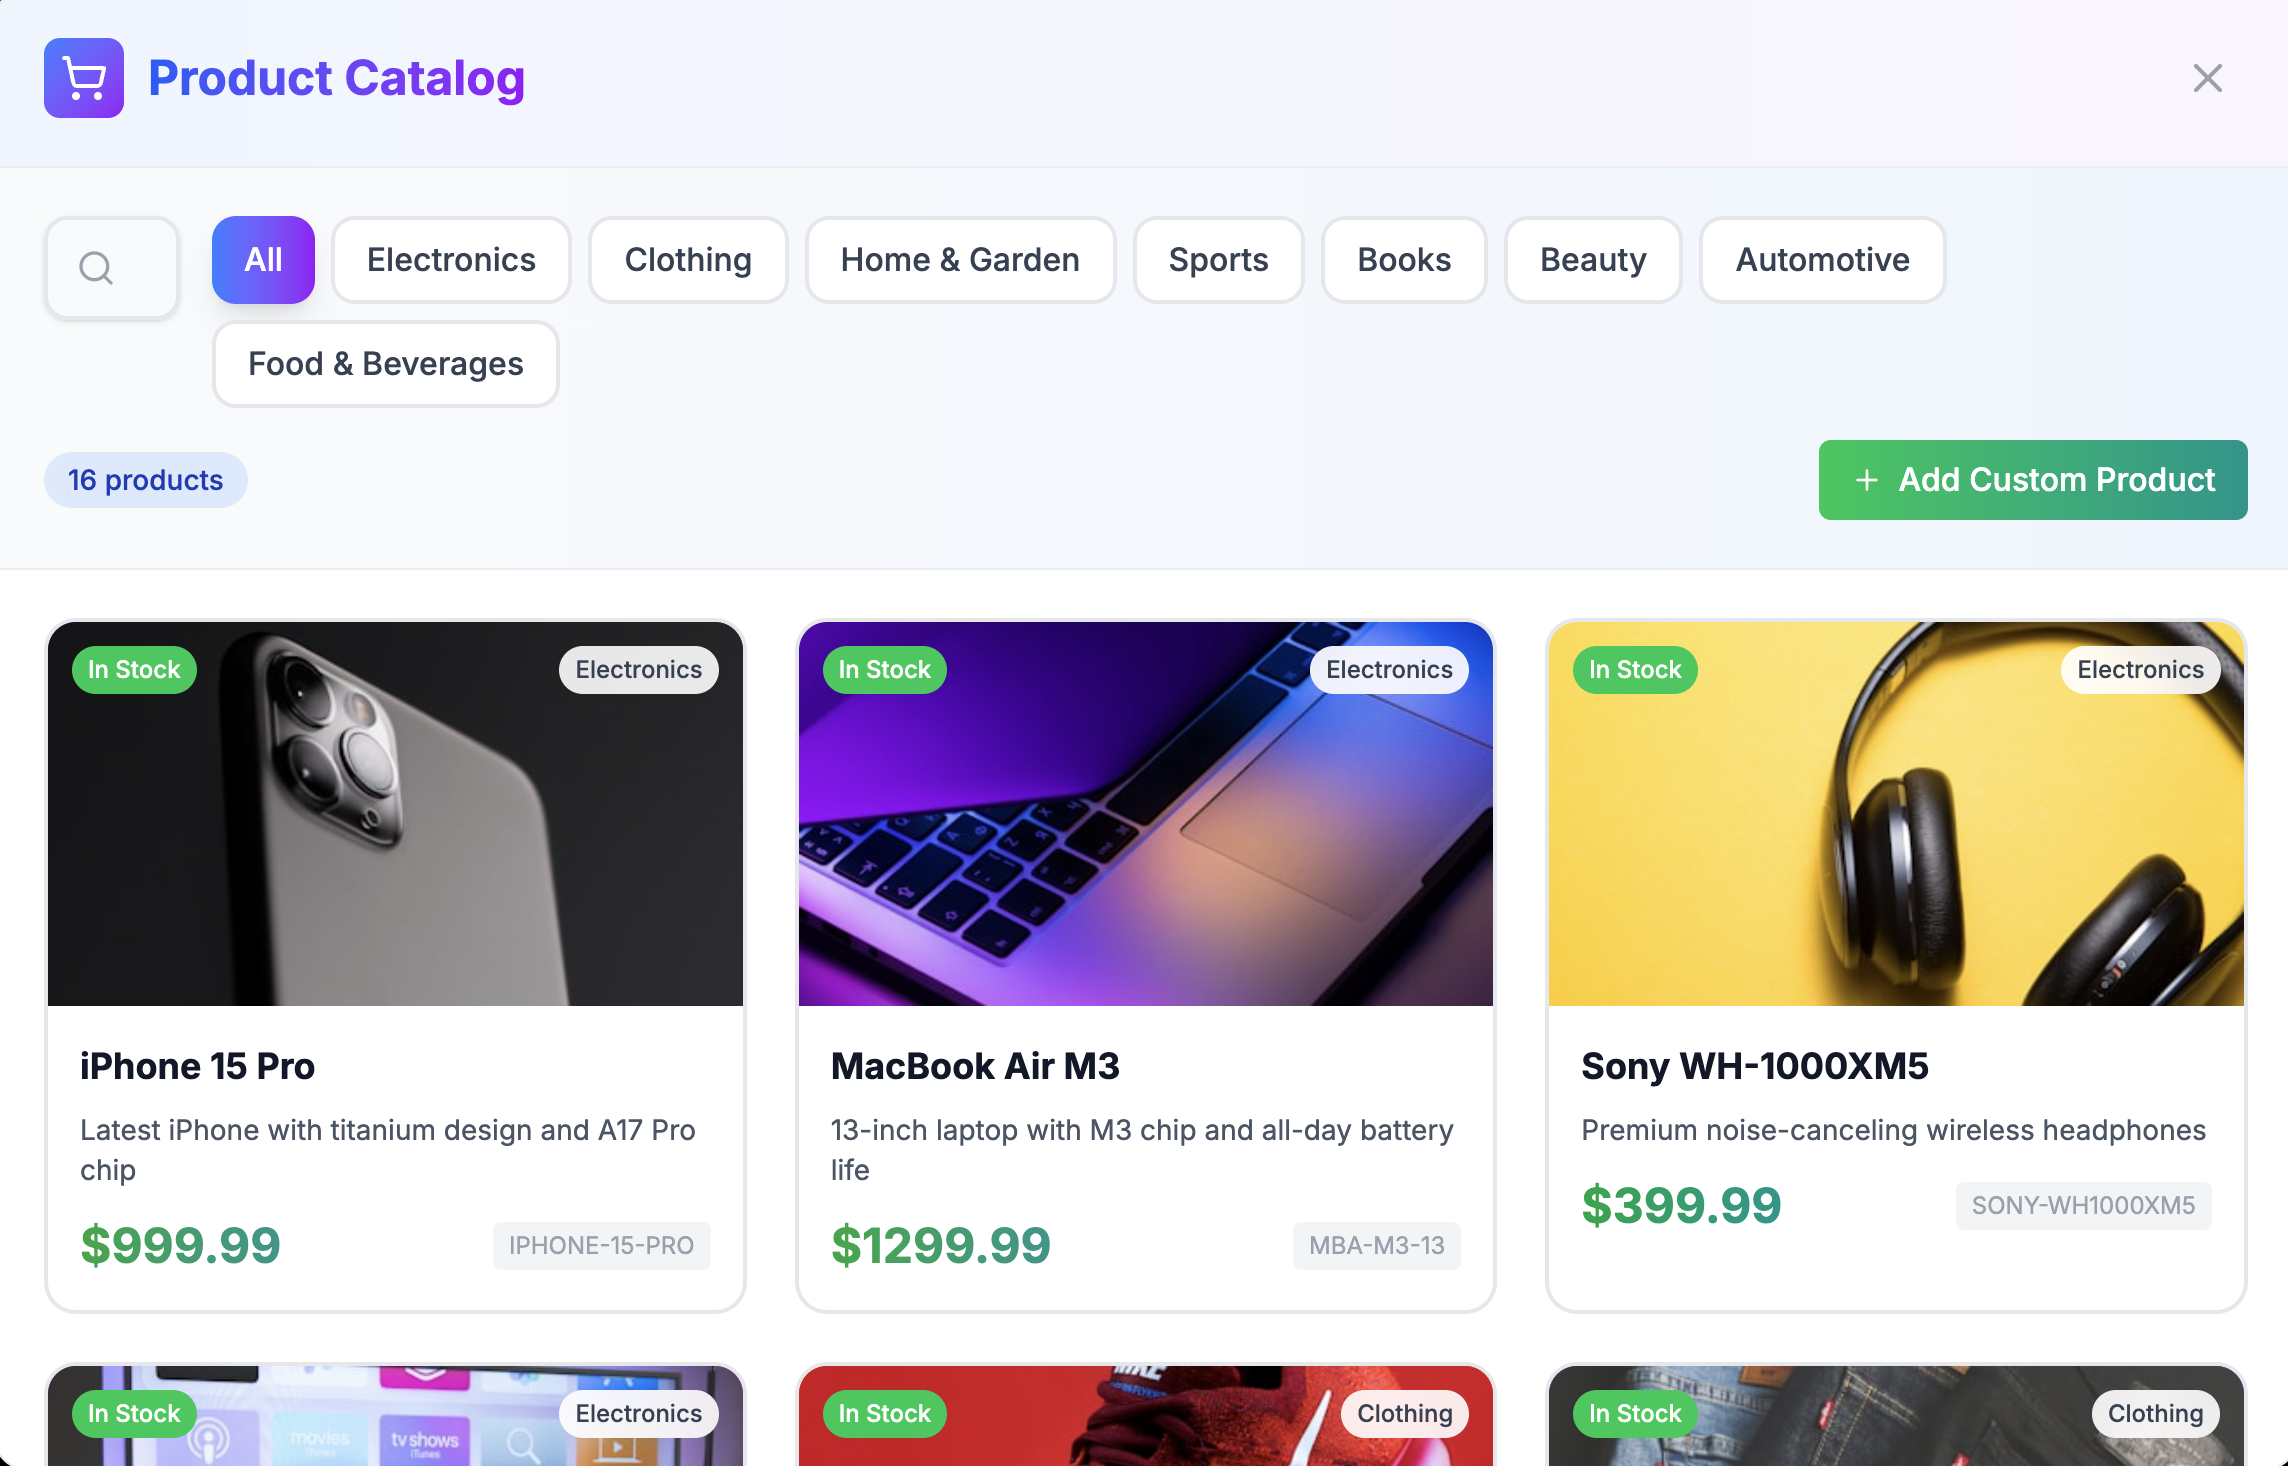 Product Catalog
All
Electronics
Clothing
Home & Garden
Sports
Books
Beauty
Automotive
Food & Beverages
16 products
+ Add Custom Product
In Stock
Electronics
In Stock
Electronics
In Stock
Electronics
iPhone 15 Pro
Latest iPhone with titanium design and A17 Pro
chip
$999.99
IPHONE-15-PRO
MacBook Air M3
13-inch laptop with M3 chip and all-day battery
life
$1299.99
MBA-M3-13
Sony WH-1000XM5
Premium noise-canceling wireless headphones
$399.99
SONY-WH1000XM5
In Stock
Electronics
movies
iTunes
tv shows
iTunes
In Stock
Clothing
In Stock
Clothing